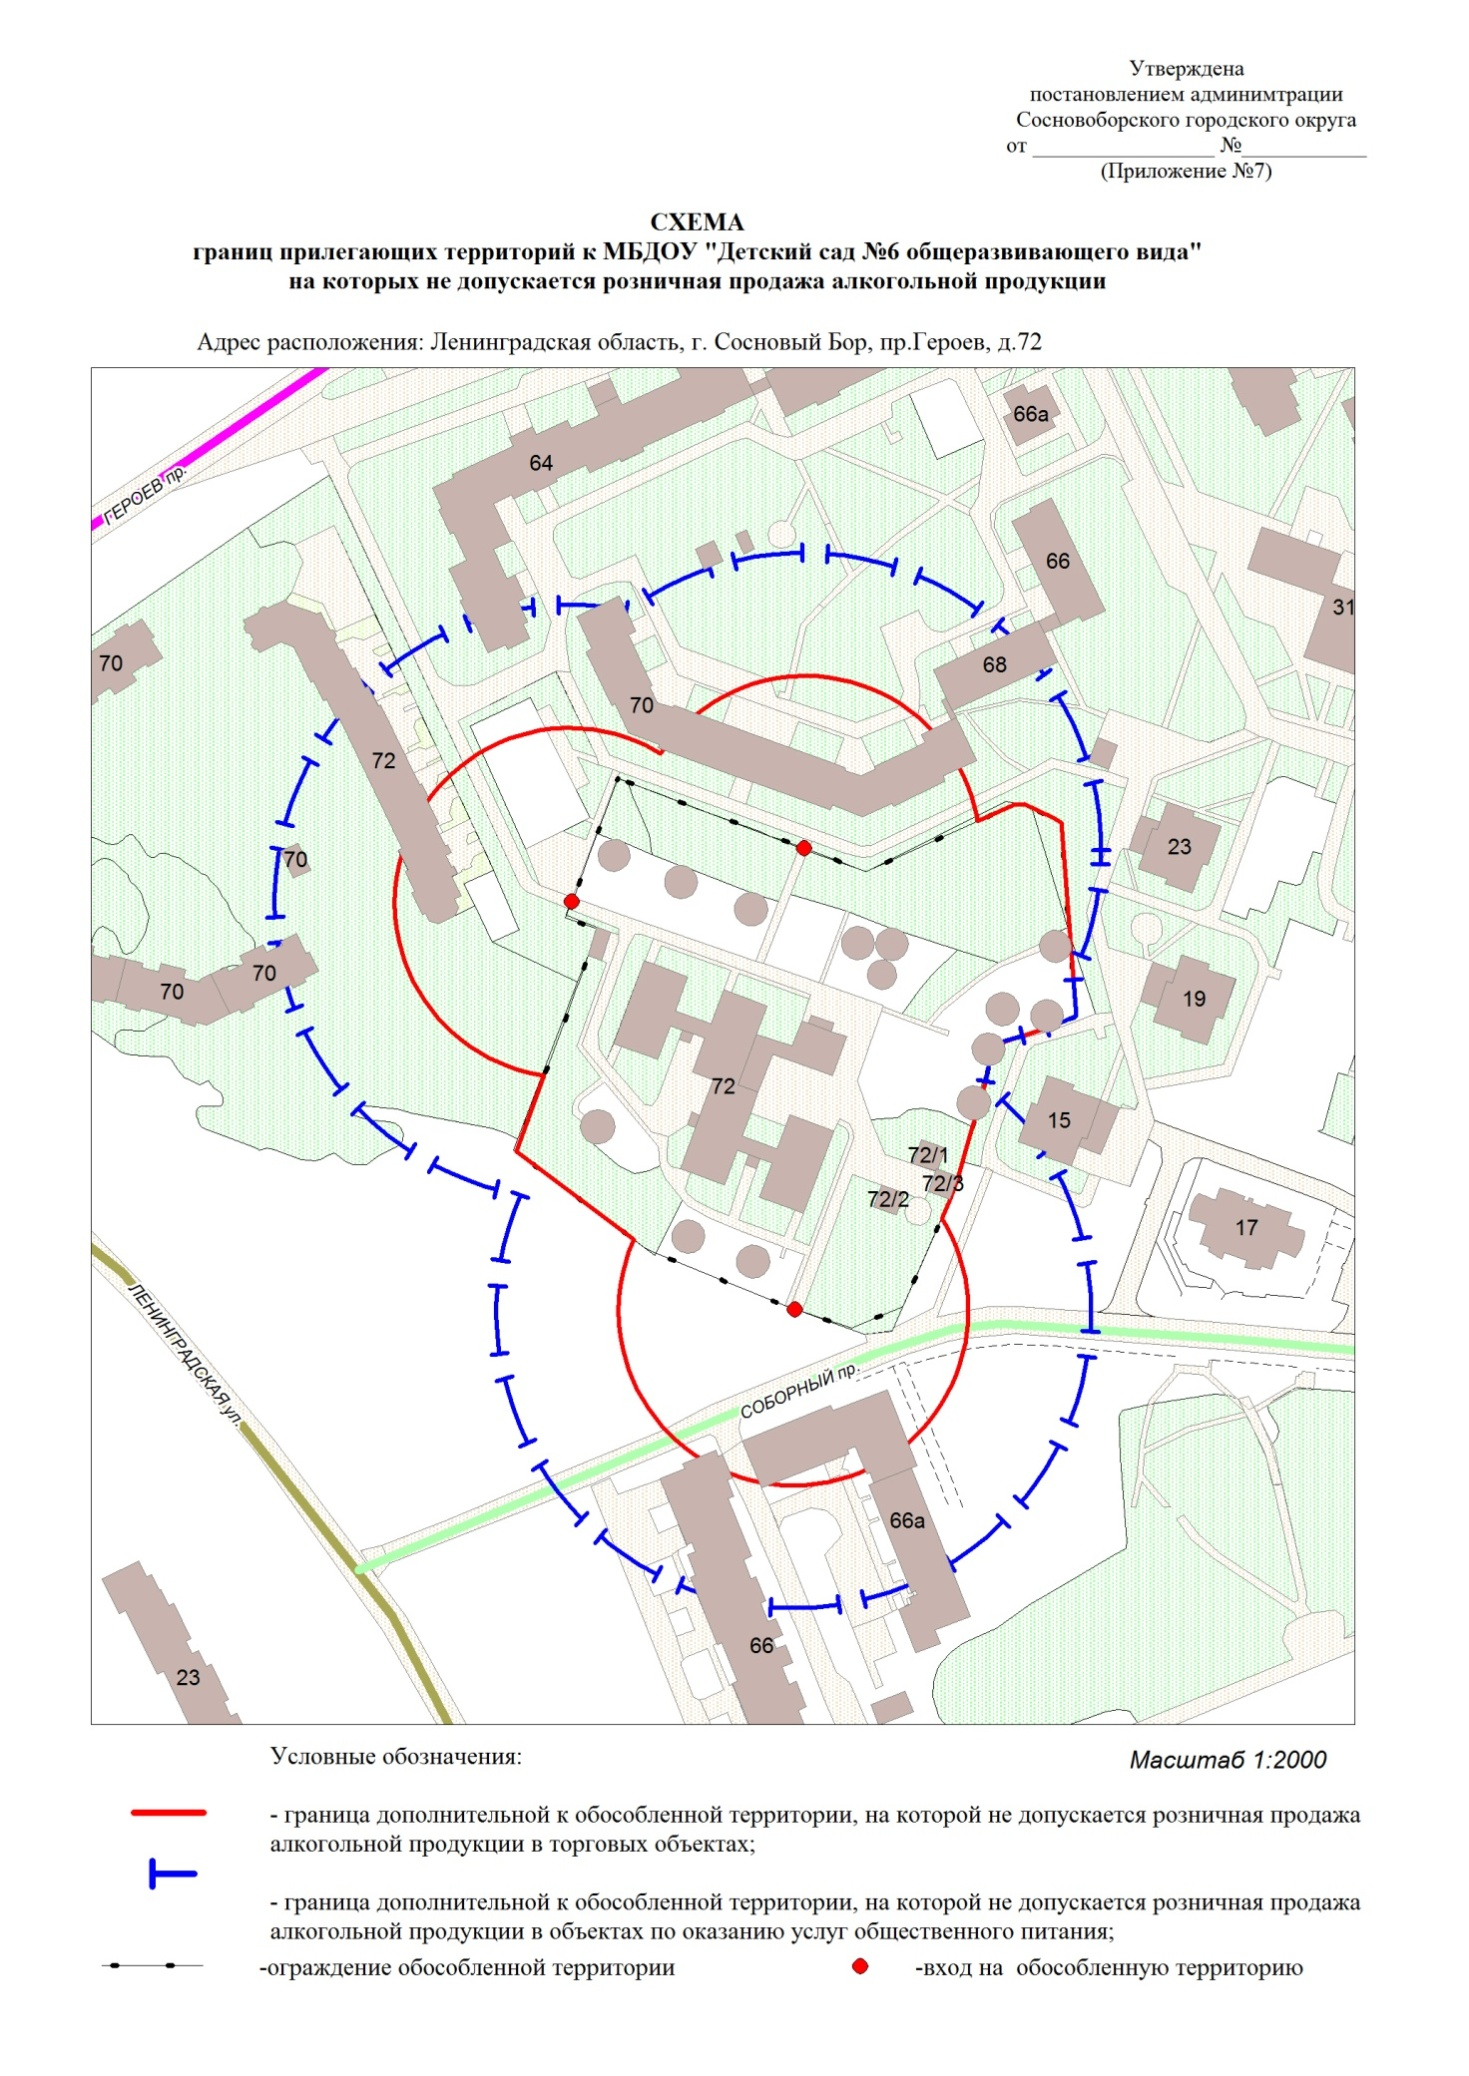 Утверждена
постановлением админимтрации
Сосновоборского городского округа
от _________________ №____________
(Приложение №7)
СХЕМА
границ прилегающих территорий к МБДОУ "Детский сад №6 общеразвивающего вида"
на которых не допускается розничная продажа алкогольной продукции
Адрес расположения: Ленинградская область, г. Сосновый Бор, пр.Героев, д.72
66а
64
ГЕРОЕВ пр.
66
31
70
68
70
72
23
70
70
70
19
72
15
72/1
72/3
72/2
17
ЛЕНИНГРАДСКАЯ ул.
СОБОРНЫЙ пр.
66а
66
23
Условные обозначения:
Масштаб 1:2000
- граница дополнительной к обособленной территории, на которой не допускается розничная продажа
алкогольной продукции в торговых объектах;
- граница дополнительной к обособленной территории, на которой не допускается розничная продажа
алкогольной продукции в объектах по оказанию услуг общественного питания;
-ограждение обособленной территории
-вход на обособленную территорию